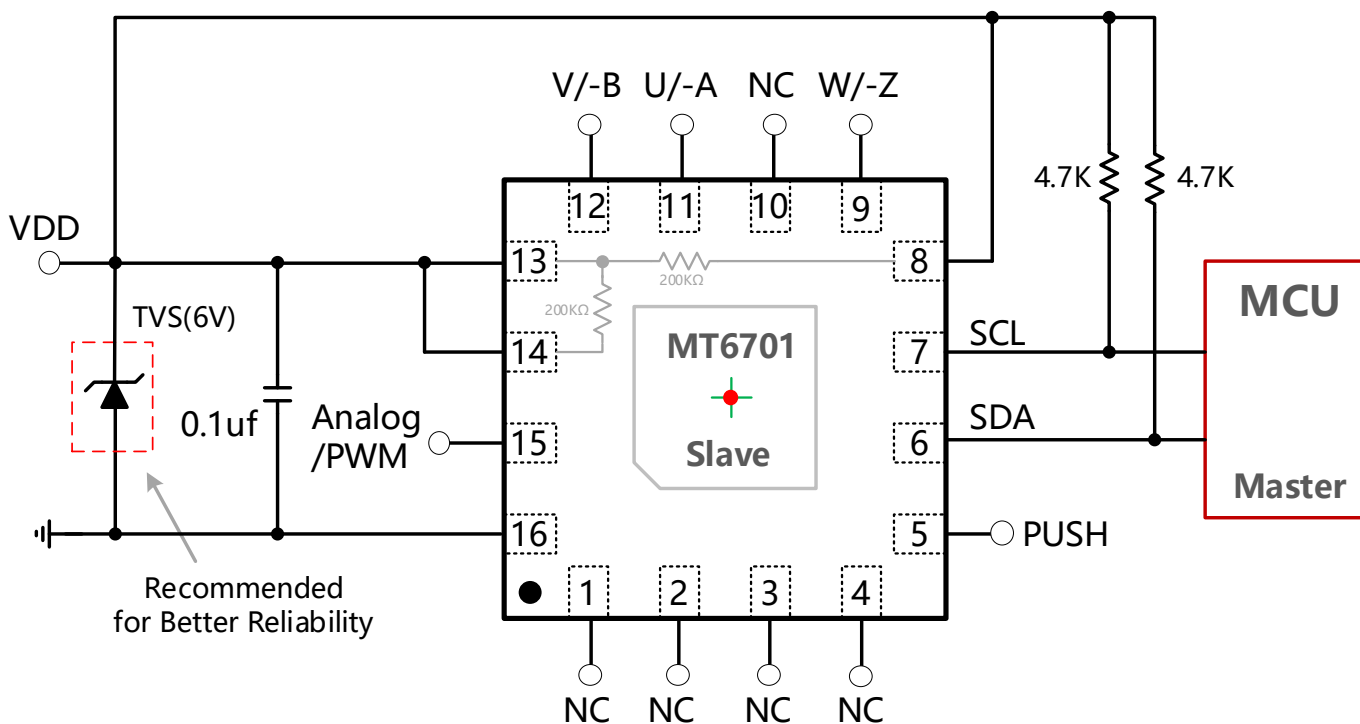 V/-B
U/-A
NC
W/-Z
12
11
10
9
4.7K
4.7K
VDD
13
200KΩ
8
200KΩ
TVS(6V)
14
MT6701
7
SCL
MCU
0.1uf
Analog
/PWM
15
Slave
6
SDA
Master
16
5
PUSH
Recommended
for Better Reliability
1
2
3
4
NC
NC
NC
NC